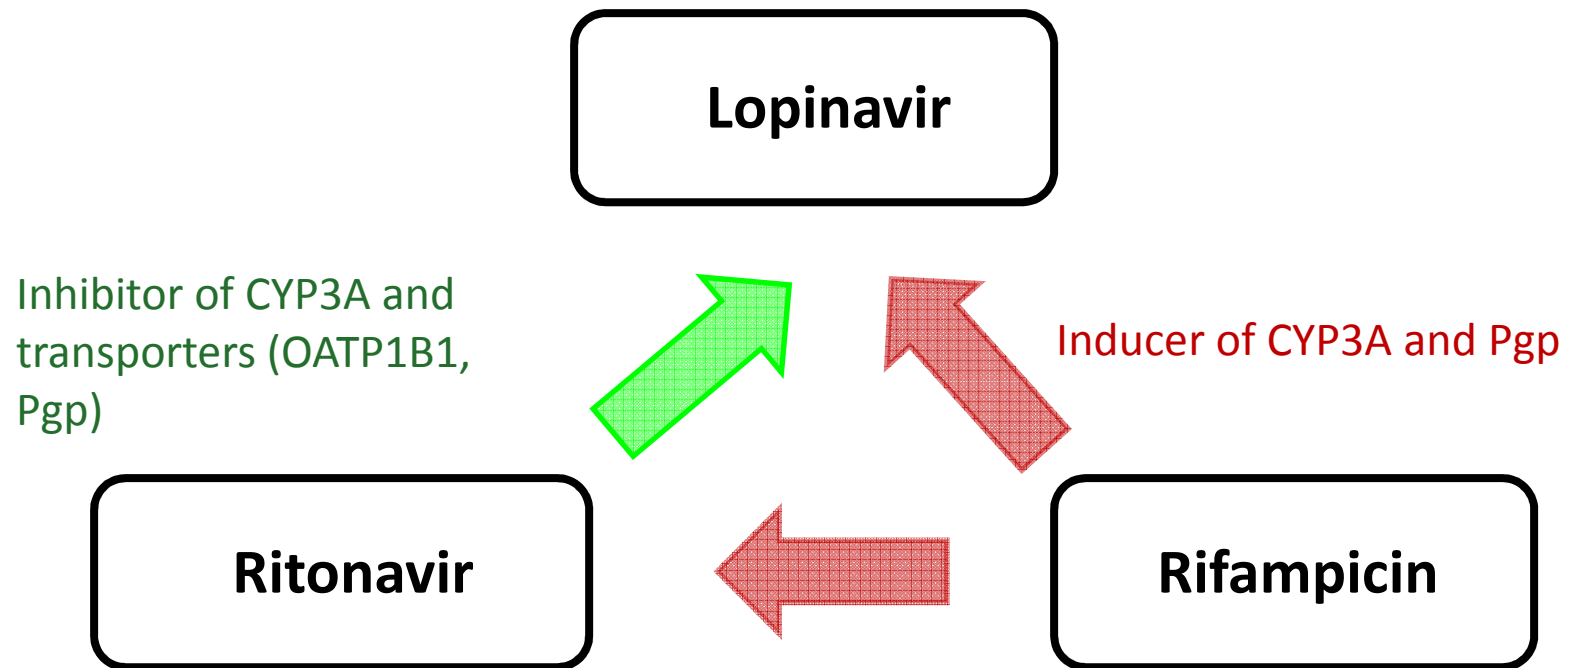 Lopinavir
Inhibitor of CYP3A and
transporters (OATP1B1,
Pgp)
Inducer of CYP3A and Pgp
Ritonavir
Rifampicin